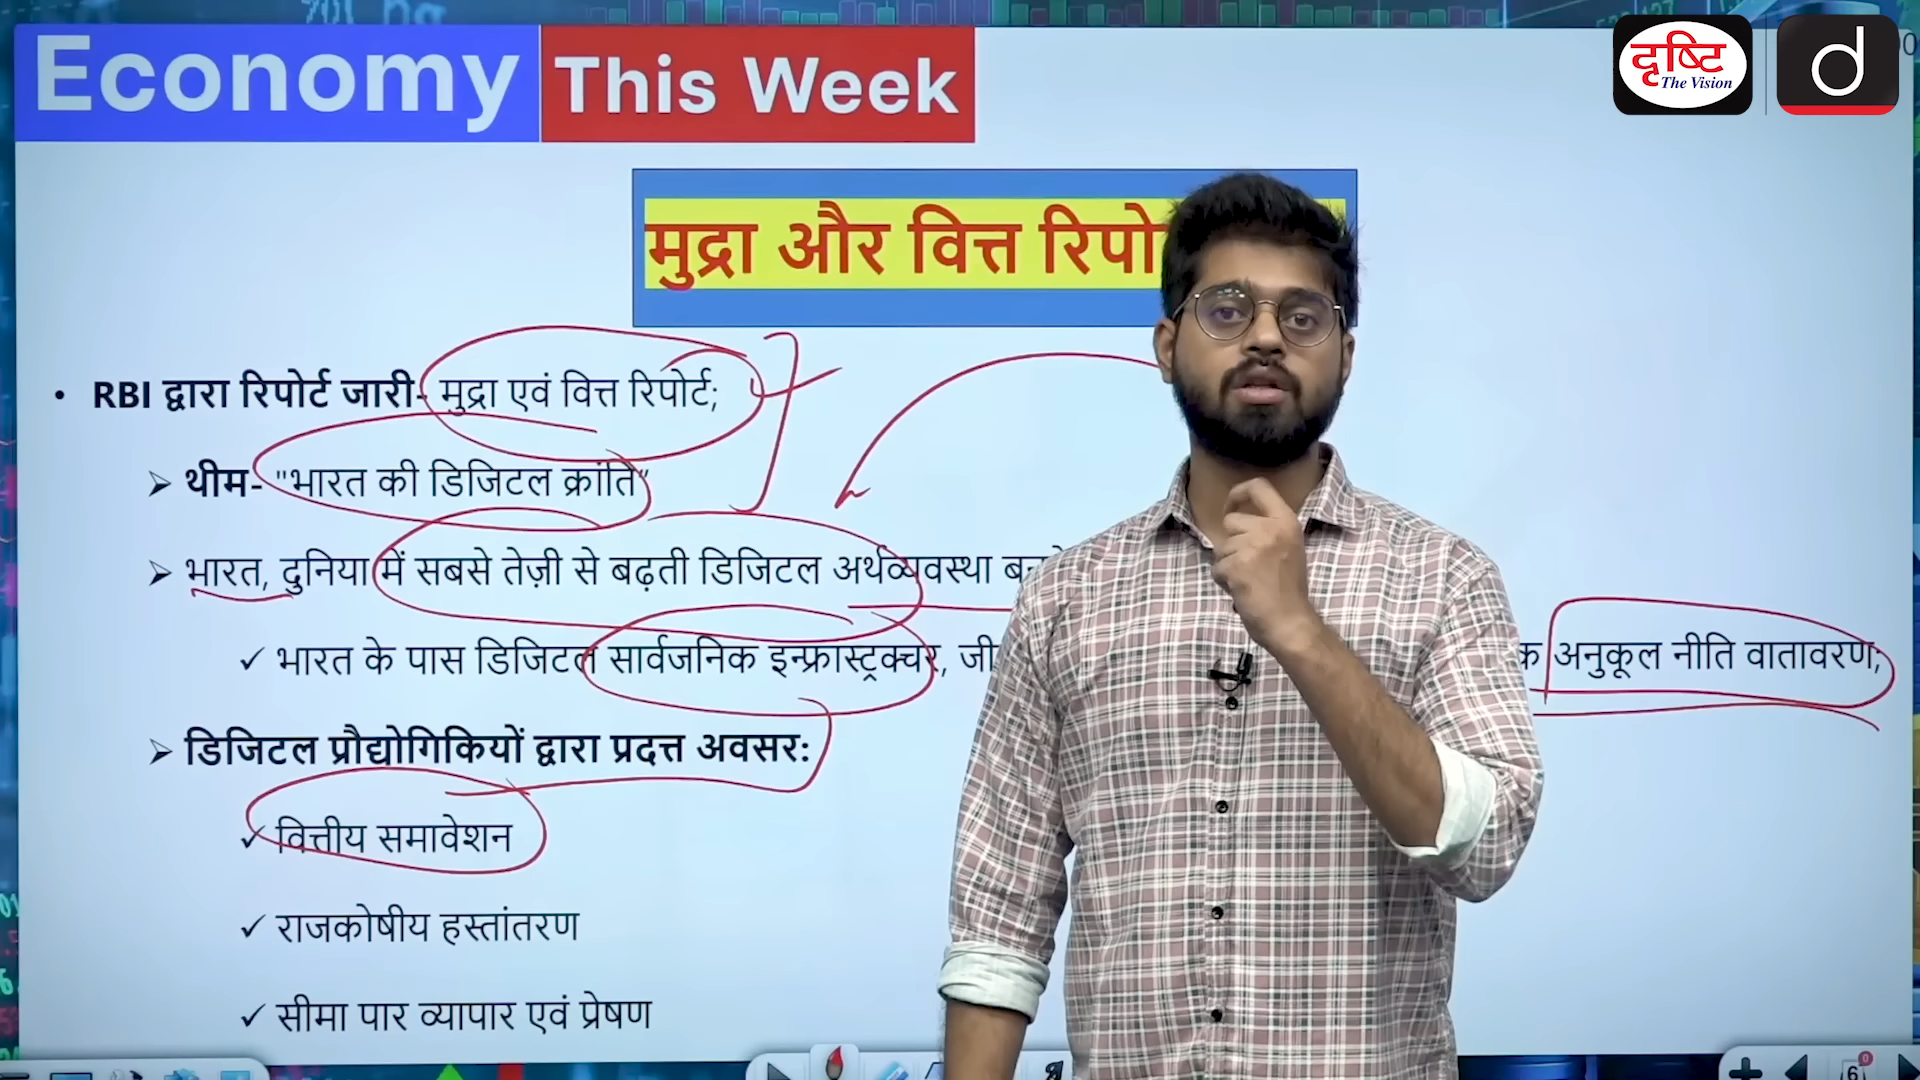 Economy This Week
दृष्टि
The Vision
d
मुद्रा और वित्त
• RBI द्वारा रिपोर्ट जारी- मुद्रा एवं वित्त रिपोर्ट;
➢ थीम- "भारत की डिजिटल क्रांति"
➢ भारत, दुनिया में सबसे तेज़ी से बढ़ती डिजिटल अर्थव्यवस्था
✓ भारत के पास डिजिटल सार्वजनिक इन्फ्रास्ट्रक्चर, अनुकूल नीति वातावरण;
➢ डिजिटल प्रौद्योगिकियों द्वारा प्रदत्त अवसर:
✓ वित्तीय समावेशन
✓ राजकोषीय हस्तांतरण
✓ सीमा पार व्यापार एवं प्रेषण
6